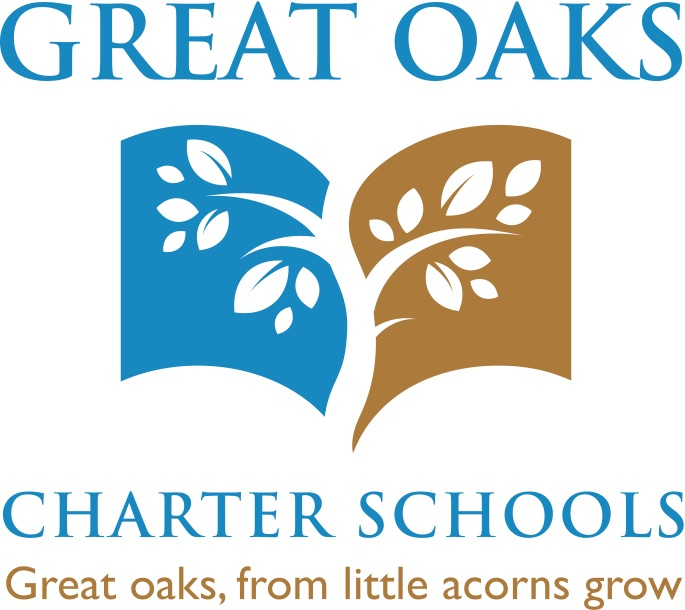 GREAT OAKS
CHARTER SCHOOLS
Great oaks, from little acorns grow